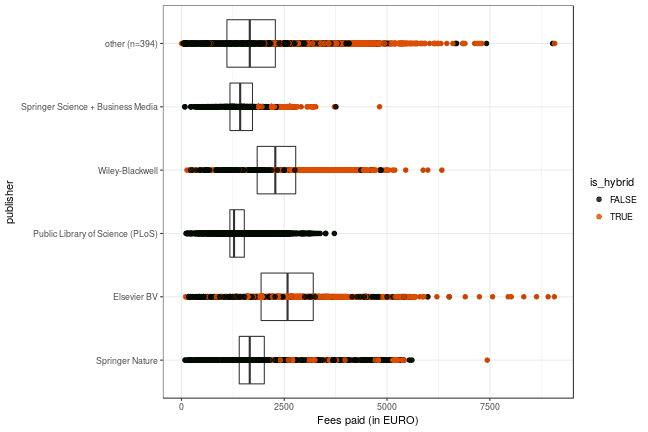 publisher
other (n=394)
Springer Science + Business Media
Wiley-Blackwell
Public Library of Science (PLoS)
Elsevier BV
Springer Nature
0
2500
5000
7500
Fees paid (in EURO)
is_hybrid
FALSE
TRUE